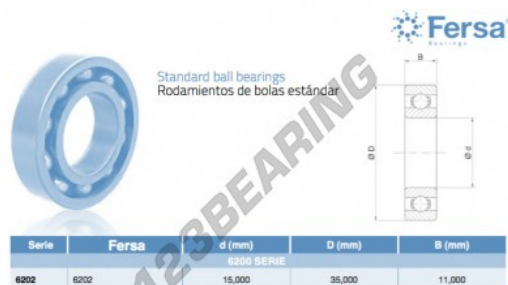 Fersa
Bearings
Standard ball bearings
Rodamientos de bolas estándar
B
Ø D
Ø d
123BEARING
Serie Fersa d (mm) D (mm) B (mm)
6200 SERIE
6202 6202 15,000 35,000 11,000